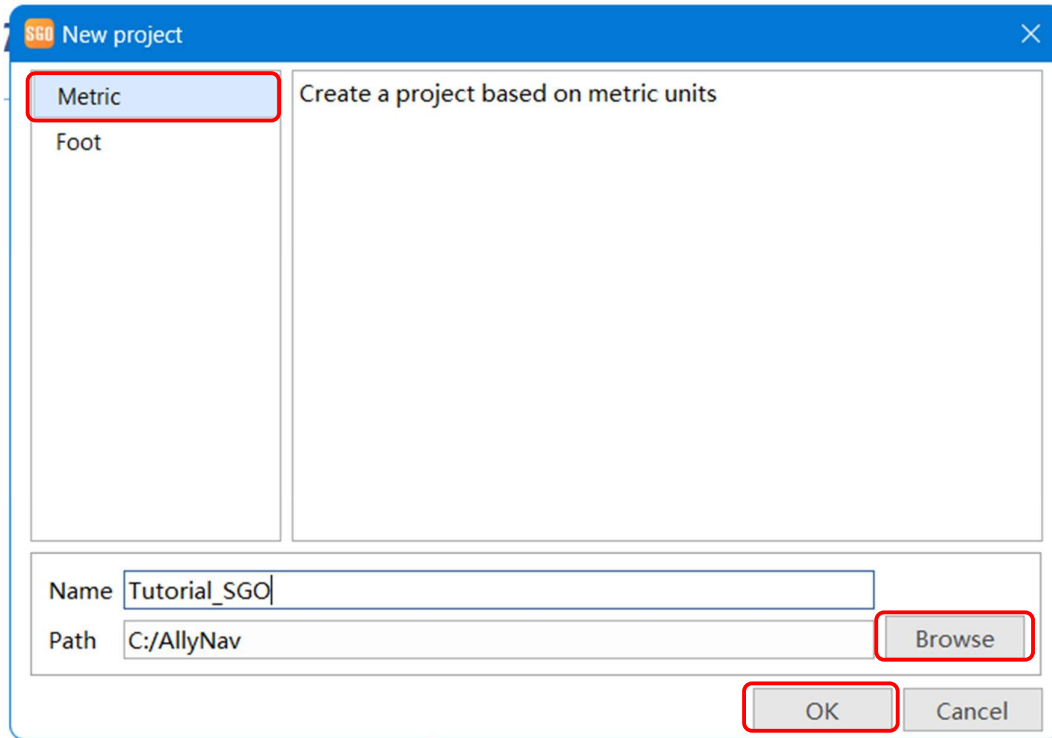 SGO New project
Metric
Create a project based on metric units
Foot
Name Tutorial_SGO
Path C:/AllyNav
Browse
OK
Cancel